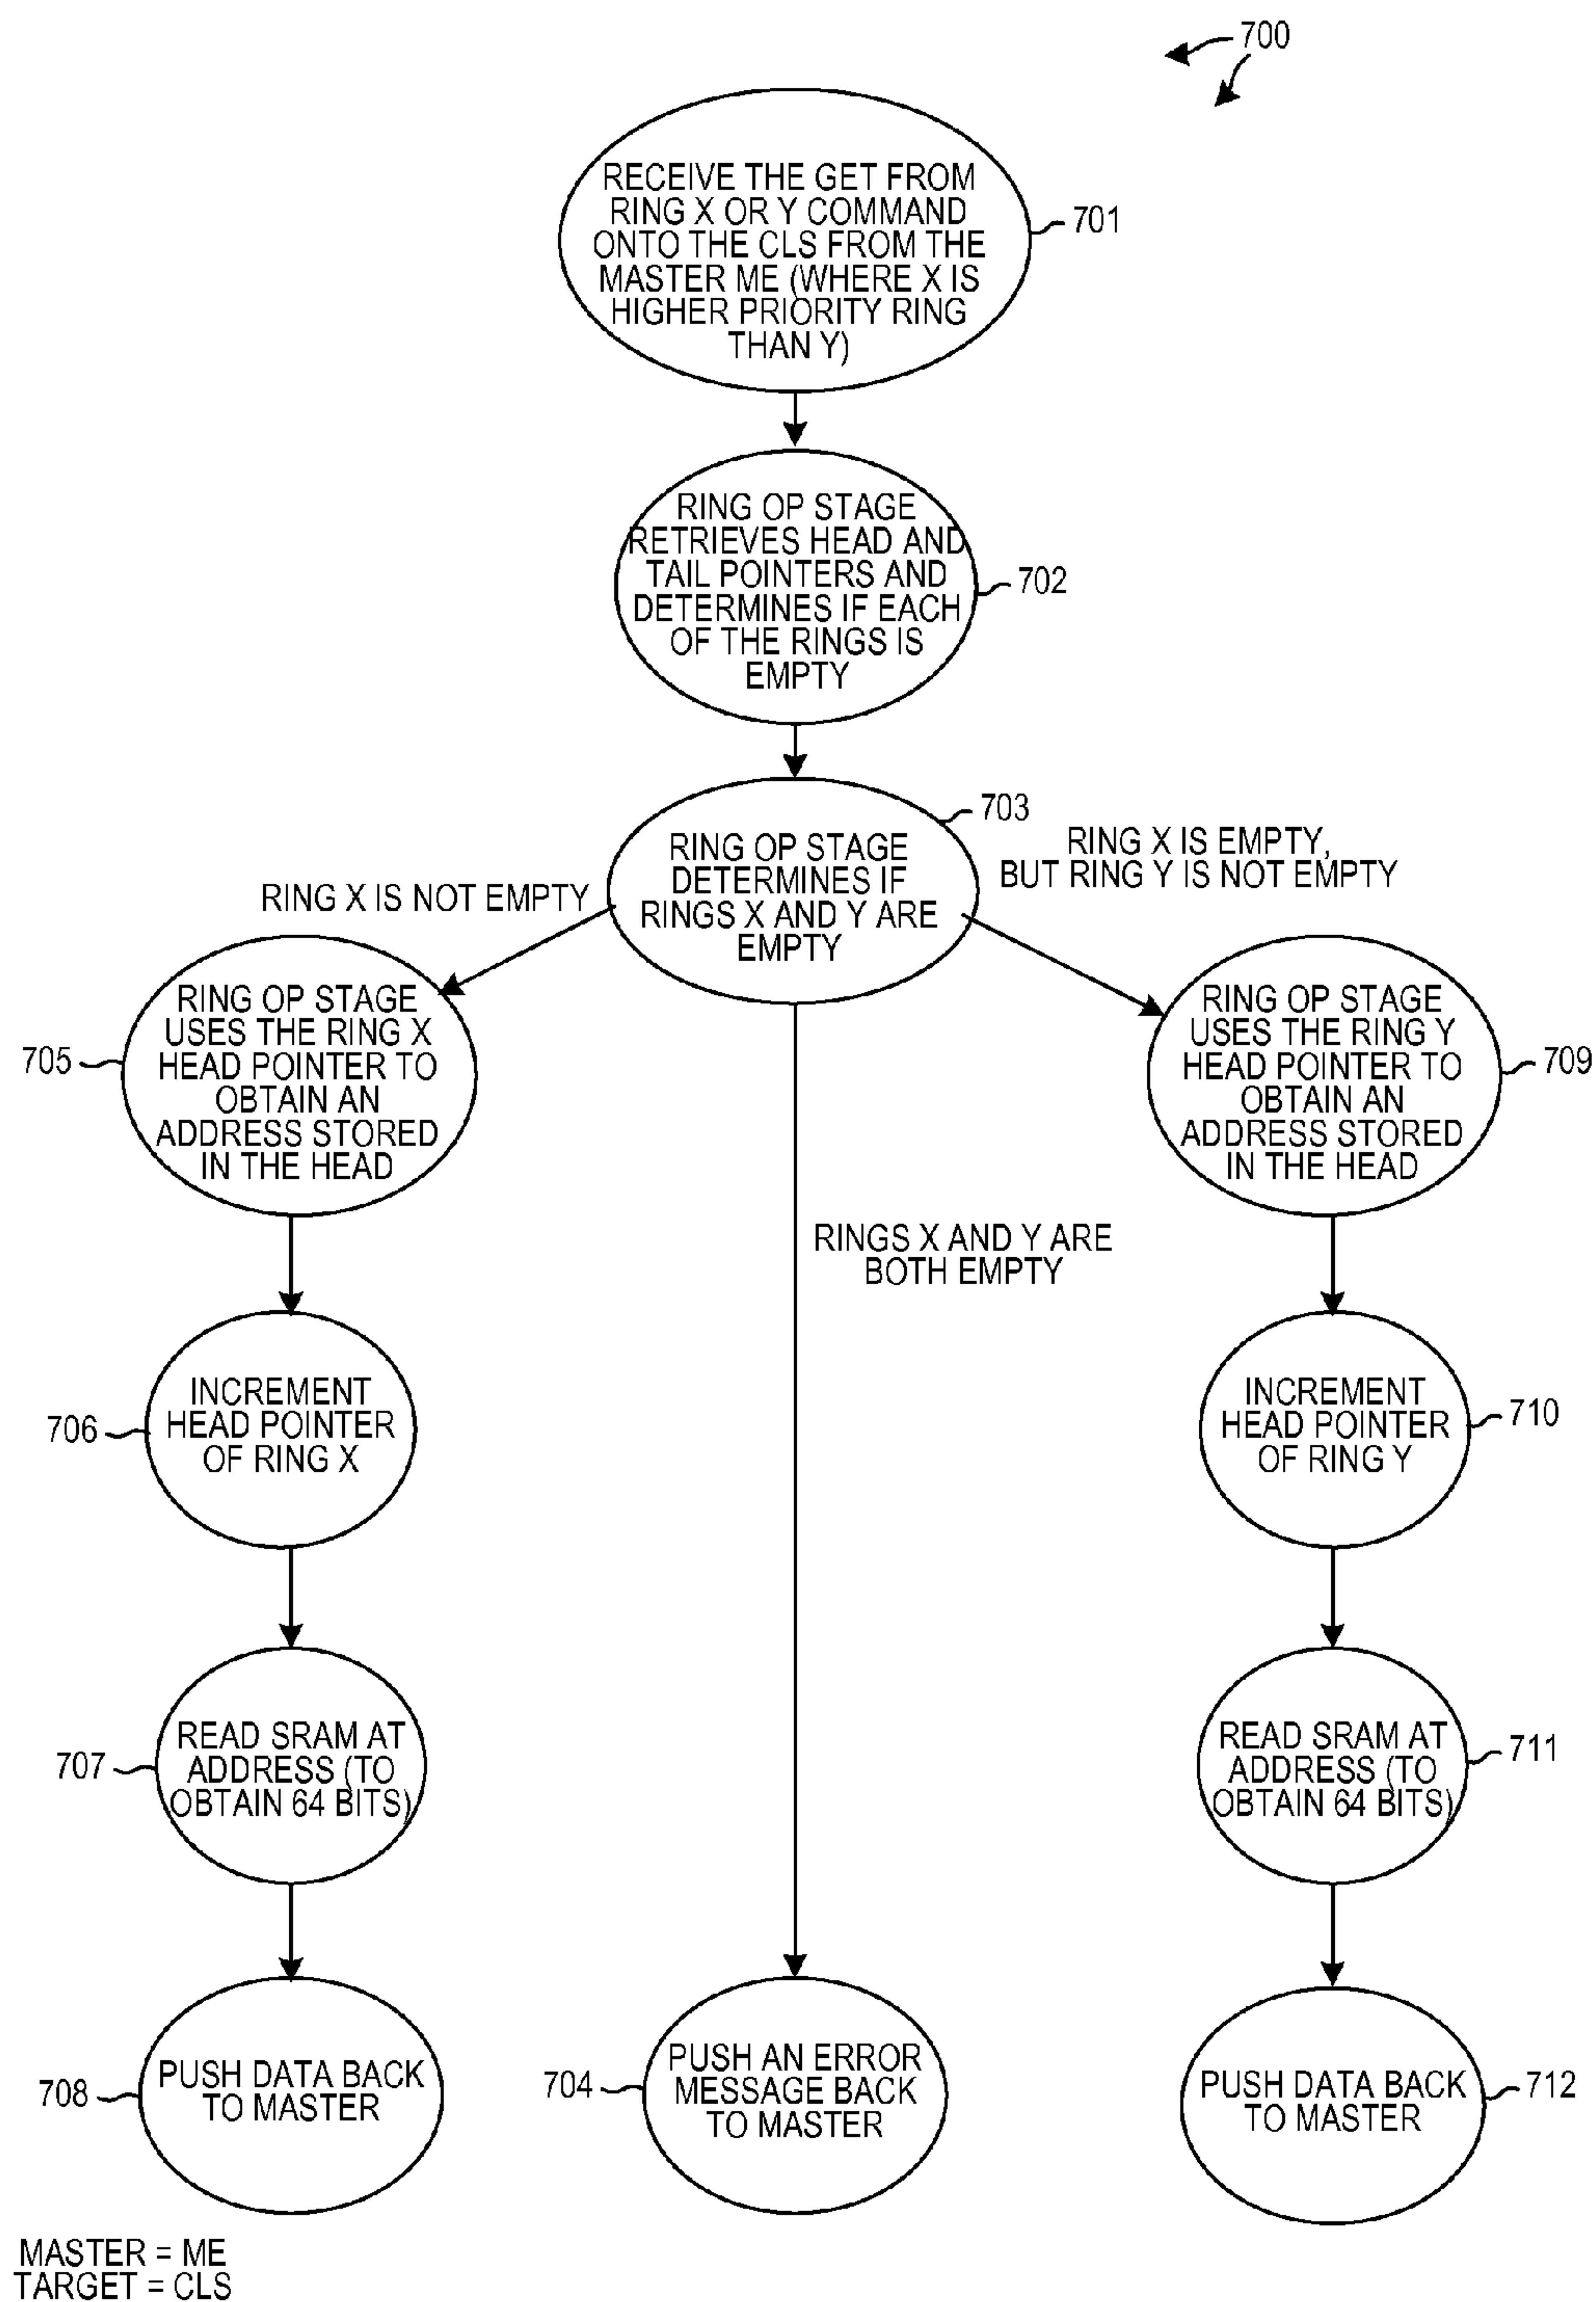 700
RECEIVE THE GET FROM
RING X OR Y COMMAND
ONTO THE CLS FROM THE
MASTER ME (WHERE X IS
HIGHER PRIORITY RING
THAN Y)
701
RING OP STAGE
RETRIEVES HEAD AND
TAIL POINTERS AND
DETERMINES IF EACH
OF THE RINGS IS
EMPTY
702
RING OP STAGE
DETERMINES IF
RINGS X AND Y ARE
EMPTY
703
RING X IS NOT EMPTY
RING X IS EMPTY,
BUT RING Y IS NOT EMPTY
RING OP STAGE
USES THE RING X
HEAD POINTER TO
OBTAIN AN
ADDRESS STORED
IN THE HEAD
705
RING OP STAGE
USES THE RING Y
HEAD POINTER TO
OBTAIN AN
ADDRESS STORED
IN THE HEAD
709
RINGS X AND Y ARE
BOTH EMPTY
INCREMENT
HEAD POINTER
OF RING X
706
INCREMENT
HEAD POINTER
OF RING Y
710
READ SRAM AT
ADDRESS (TO
OBTAIN 64 BITS)
707
READ SRAM AT
ADDRESS (TO
OBTAIN 64 BITS)
711
PUSH DATA BACK
TO MASTER
708
PUSH AN ERROR
MESSAGE BACK
TO MASTER
704
PUSH DATA BACK
TO MASTER
712
MASTER = ME
TARGET = CLS